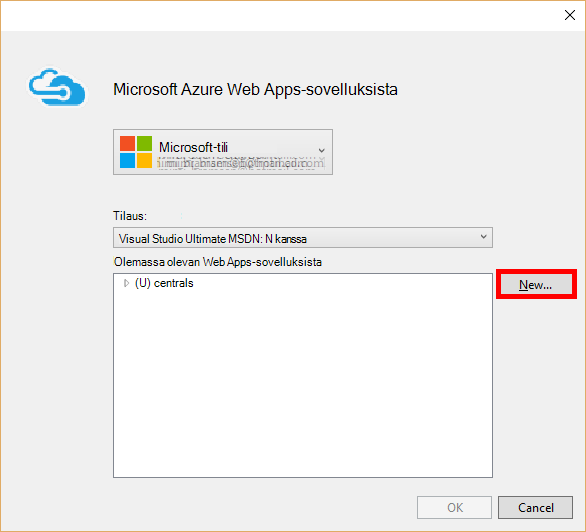 Microsoft Azure Web Apps-sovelluksista
Microsoft-tili
Tilaus:
Visual Studio Ultimate MSDN: N kanssa
Olemassa olevan Web Apps-sovelluksista
(U) centrals
New...
OK
Cancel